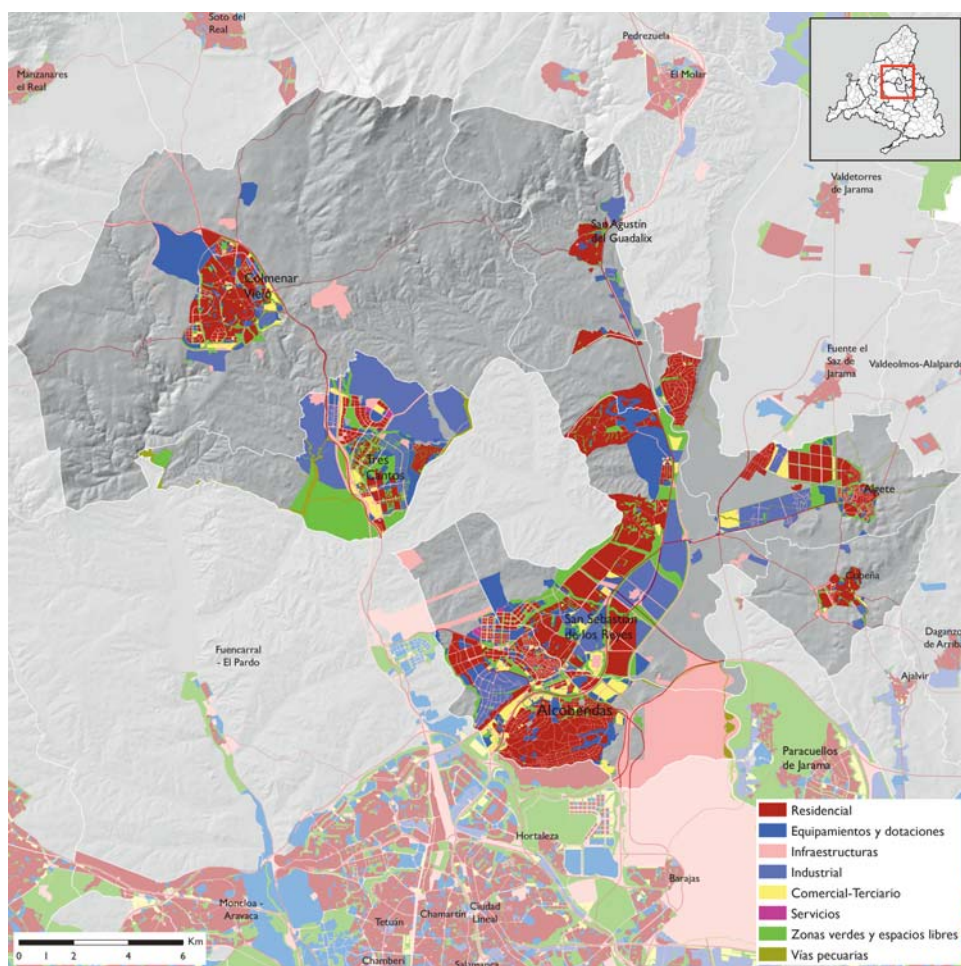 Soto del
Real
Pedrezuela
Manzanares
el Real
El Molar
Valdetorres
de Jarama
San Agustín
del Guadalix
Colmenar
Viejo
Fuente el
Saz de
Jarama
Valdeolmos-Alalpardo
Tres
Cantos
Algete
Cobeña
San Sebastián
de los Reyes
Daganzo
de Arriba
Fuencarral
- El Pardo
Ajalvir
Alcobendas
Paracuellos
de Jarama
Hortaleza
Barajas
Moncloa -
Aravaca
Tetuán
Chamartín
Ciudad
Lineal
Chamberí
Salamanca
Residencial
Equipamientos y dotaciones
Infraestructuras
Industrial
Comercial-Terciario
Servicios
Zonas verdes y espacios libres
Vías pecuarias
Km
0 1 2 4 6